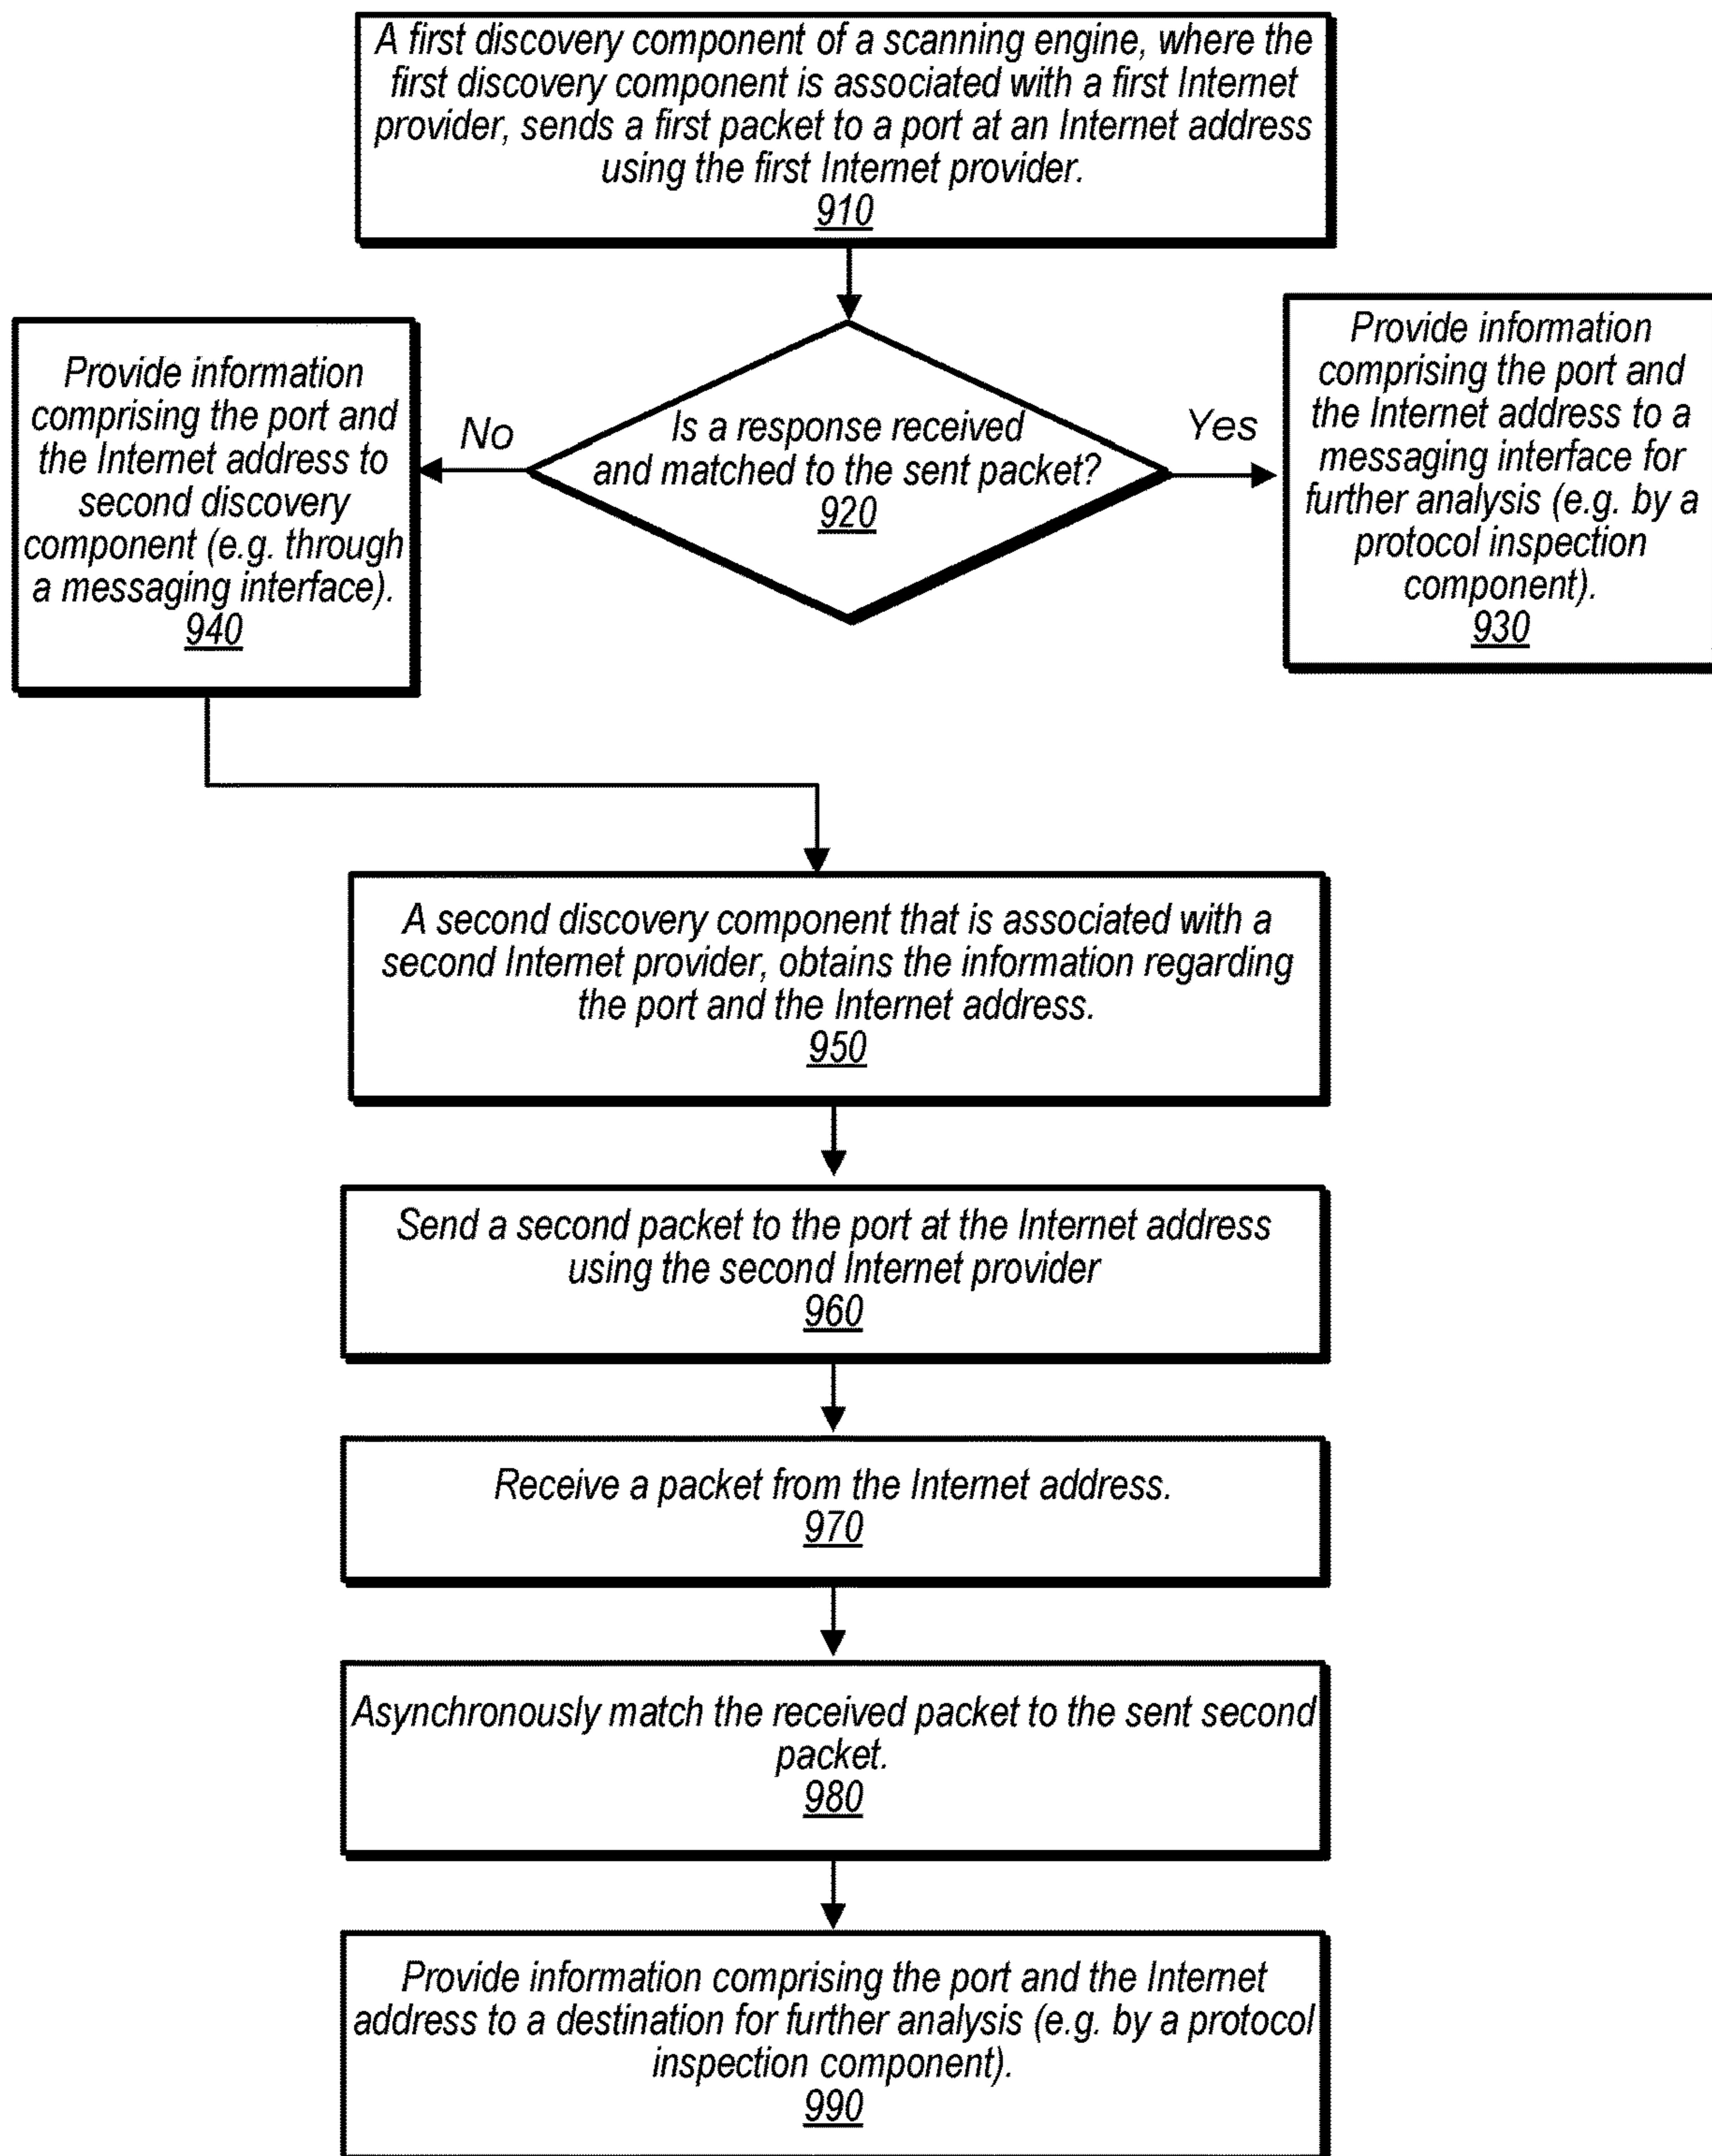 A first discovery component of a scanning engine, where the
first discovery component is associated with a first Internet
provider, sends a first packet to a port at an Internet address
using the first Internet provider.
910
Provide information
comprising the port and
the Internet address to
second discovery
component (e.g. through
a messaging interface).
940
No
Is a response received
and matched to the sent packet?
920
Yes
Provide information
comprising the port and
the Internet address to a
messaging interface for
further analysis (e.g. by a
protocol inspection
component).
930
A second discovery component that is associated with a
second Internet provider, obtains the information regarding
the port and the Internet address.
950
Send a second packet to the port at the Internet address
using the second Internet provider
960
Receive a packet from the Internet address.
970
Asynchronously match the received packet to the sent second
packet.
980
Provide information comprising the port and the Internet
address to a destination for further analysis (e.g. by a protocol
inspection component).
990